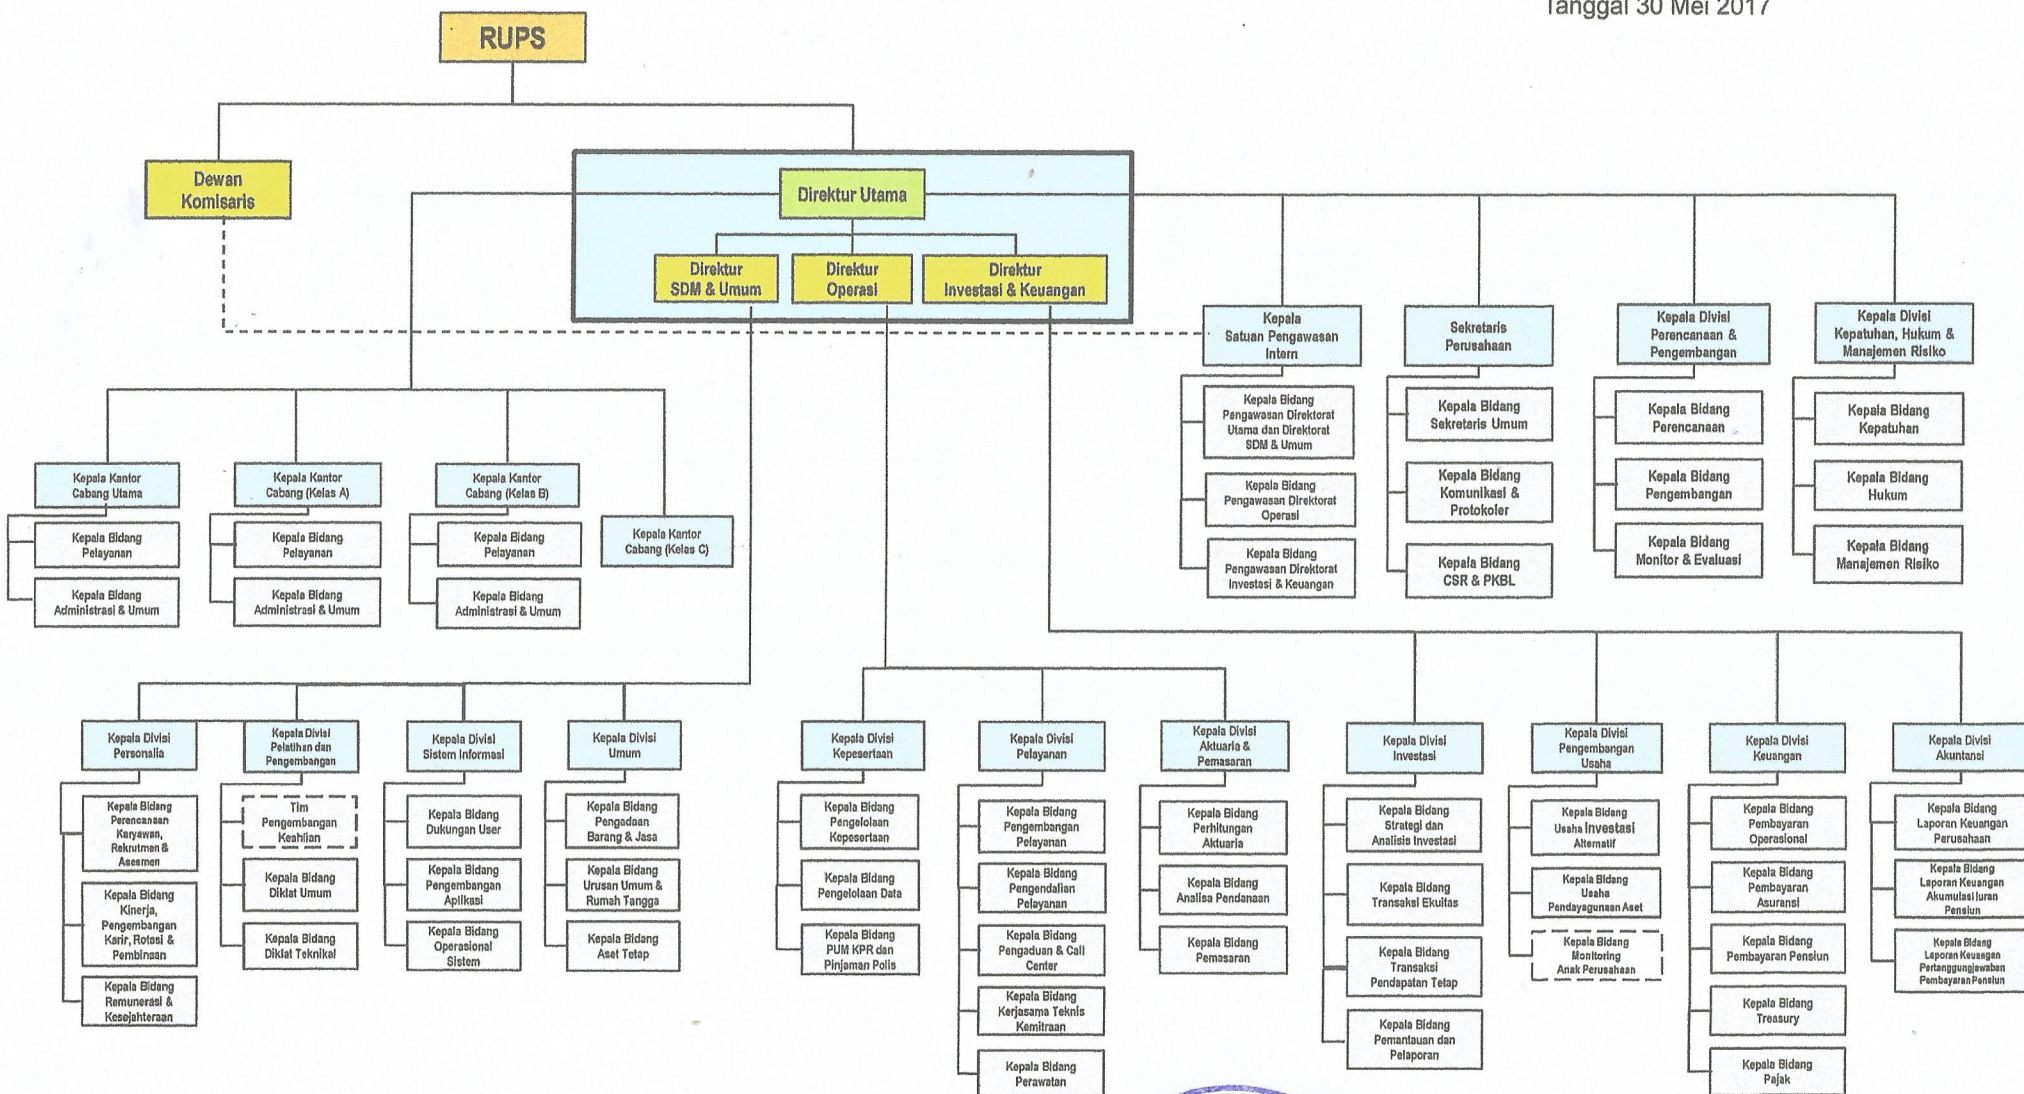 Tanggal 30 Mei 2017
RUPS
Dewan
Komisaris
Direktur Utama
Direktur
SDM & Umum
Direktur
Operasi
Direktur
Investasi & Keuangan
Kepala
Satuan Pengawasan
Intern
Sekretaris
Perusahaan
Kepala Divisi
Perencanaan &
Pengembangan
Kepala Divisi
Kepatuhan, Hukum &
Manajemen Risiko
Kepala Bidang
Pengawasan Direktorat
Utama dan Direktorat
SDM & Umum
Kepala Bidang
Pengawasan Direktorat
Operasi
Kepala Bidang
Pengawasan Direktorat
Investasi & Keuangan
Kepala Bidang
Sekretaris Umum
Kepala Bidang
Komunikasi &
Protokoler
Kepala Bidang
CSR & PKBL
Kepala Bidang
Perencanaan
Kepala Bidang
Pengembangan
Kepala Bidang
Monitor & Evaluasi
Kepala Bidang
Kepatuhan
Kepala Bidang
Hukum
Kepala Bidang
Manajemen Risiko
Kepala Kantor
Cabang Utama
Kepala Bidang
Pelayanan
Kepala Bidang
Administrasi & Umum
Kepala Kantor
Cabang (Kelas A)
Kepala Bidang
Pelayanan
Kepala Bidang
Administrasi & Umum
Kepala Kantor
Cabang (Kelas B)
Kepala Bidang
Pelayanan
Kepala Bidang
Administrasi & Umum
Kepala Kantor
Cabang (Kelas C)
Kepala Divisi
Personalia
Kepala Bidang
Perencanaan
Karyawan,
Rekrutmen &
Asesmen
Kepala Bidang
Kinerja,
Pengembangan
Karir, Rotasi &
Pembinaan
Kepala Bidang
Remunerasi &
Kesejahteraan
Kepala Divisi
Pelatihan dan
Pengembangan
Tim
Pengembangan
Keahlian
Kepala Bidang
Diklat Umum
Kepala Bidang
Diklat Teknikal
Kepala Divisi
Sistem Informasi
Kepala Bidang
Dukungan User
Kepala Bidang
Pengembangan
Aplikasi
Kepala Bidang
Operasional
Sistem
Kepala Divisi
Umum
Kepala Bidang
Pengadaan
Barang & Jasa
Kepala Bidang
Urusan Umum &
Rumah Tangga
Kepala Bidang
Aset Tetap
Kepala Divisi
Kepesertaan
Kepala Bidang
Pengelolaan
Kepesertaan
Kepala Bidang
Pengelolaan Data
Kepala Bidang
PUM KPR dan
Pinjaman Polis
Kepala Divisi
Pelayanan
Kepala Bidang
Pengembangan
Pelayanan
Kepala Bidang
Pengendalian
Pelayanan
Kepala Bidang
Pengaduan & Call
Center
Kepala Bidang
Kerjasama Teknis
Kemitraan
Kepala Bidang
Perawatan
Kepala Divisi
Aktuaria &
Pemasaran
Kepala Bidang
Perhitungan
Aktuaria
Kepala Bidang
Analisa Pendanaan
Kepala Bidang
Pemasaran
Kepala Divisi
Investasi
Kepala Bidang
Strategi dan
Analisis Investasi
Kepala Bidang
Transaksi Ekuitas
Kepala Bidang
Transaksi
Pendapatan Tetap
Kepala Bidang
Pemantauan dan
Pelaporan
Kepala Divisi
Pengembangan
Usaha
Kepala Bidang
Usaha Investasi
Alternatif
Kepala Bidang
Usaha
Pendayagunaan Aset
Kepala Bidang
Monitoring
Anak Perusahaan
Kepala Divisi
Keuangan
Kepala Bidang
Pembayaran
Operasional
Kepala Bidang
Pembayaran
Asuransi
Kepala Bidang
Pembayaran Pensiun
Kepala Bidang
Treasury
Kepala Bidang
Pajak
Kepala Divisi
Akuntansi
Kepala Bidang
Laporan Keuangan
Perusahaan
Kepala Bidang
Laporan Keuangan
Akumulasi Iuran
Pensiun
Kepala Bidang
Laporan Keuangan
Pertanggungjawaban
Pembayaran Pensiun